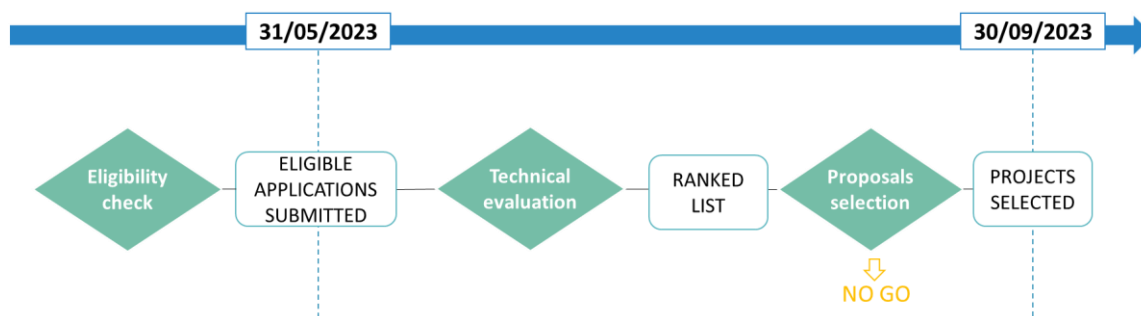 31/05/2023
30/09/2023
Eligibility
check
ELIGIBLE
APPLICATIONS
SUBMITTED
Technical
evaluation
RANKED
LIST
Proposals
selection
PROJECTS
SELECTED
NO GO